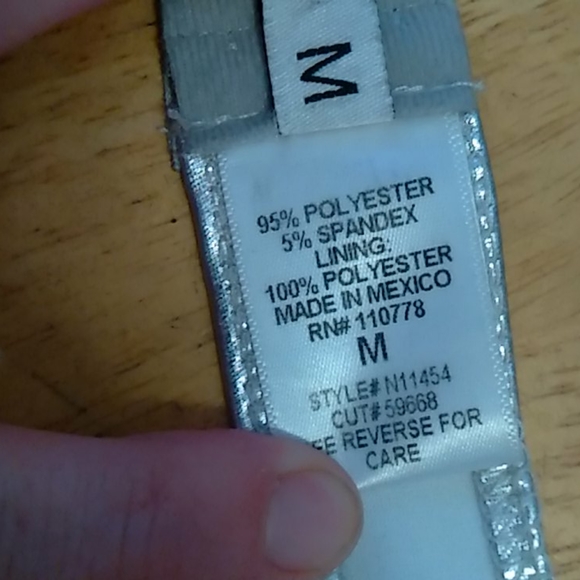 M
95% POLYESTER
5% SPANDEX
LINING:
100% POLYESTER
MADE IN MEXICO
RN# 110778
M
STYLE# N11454
CUT# 59668
REVERSE FOR
CARE